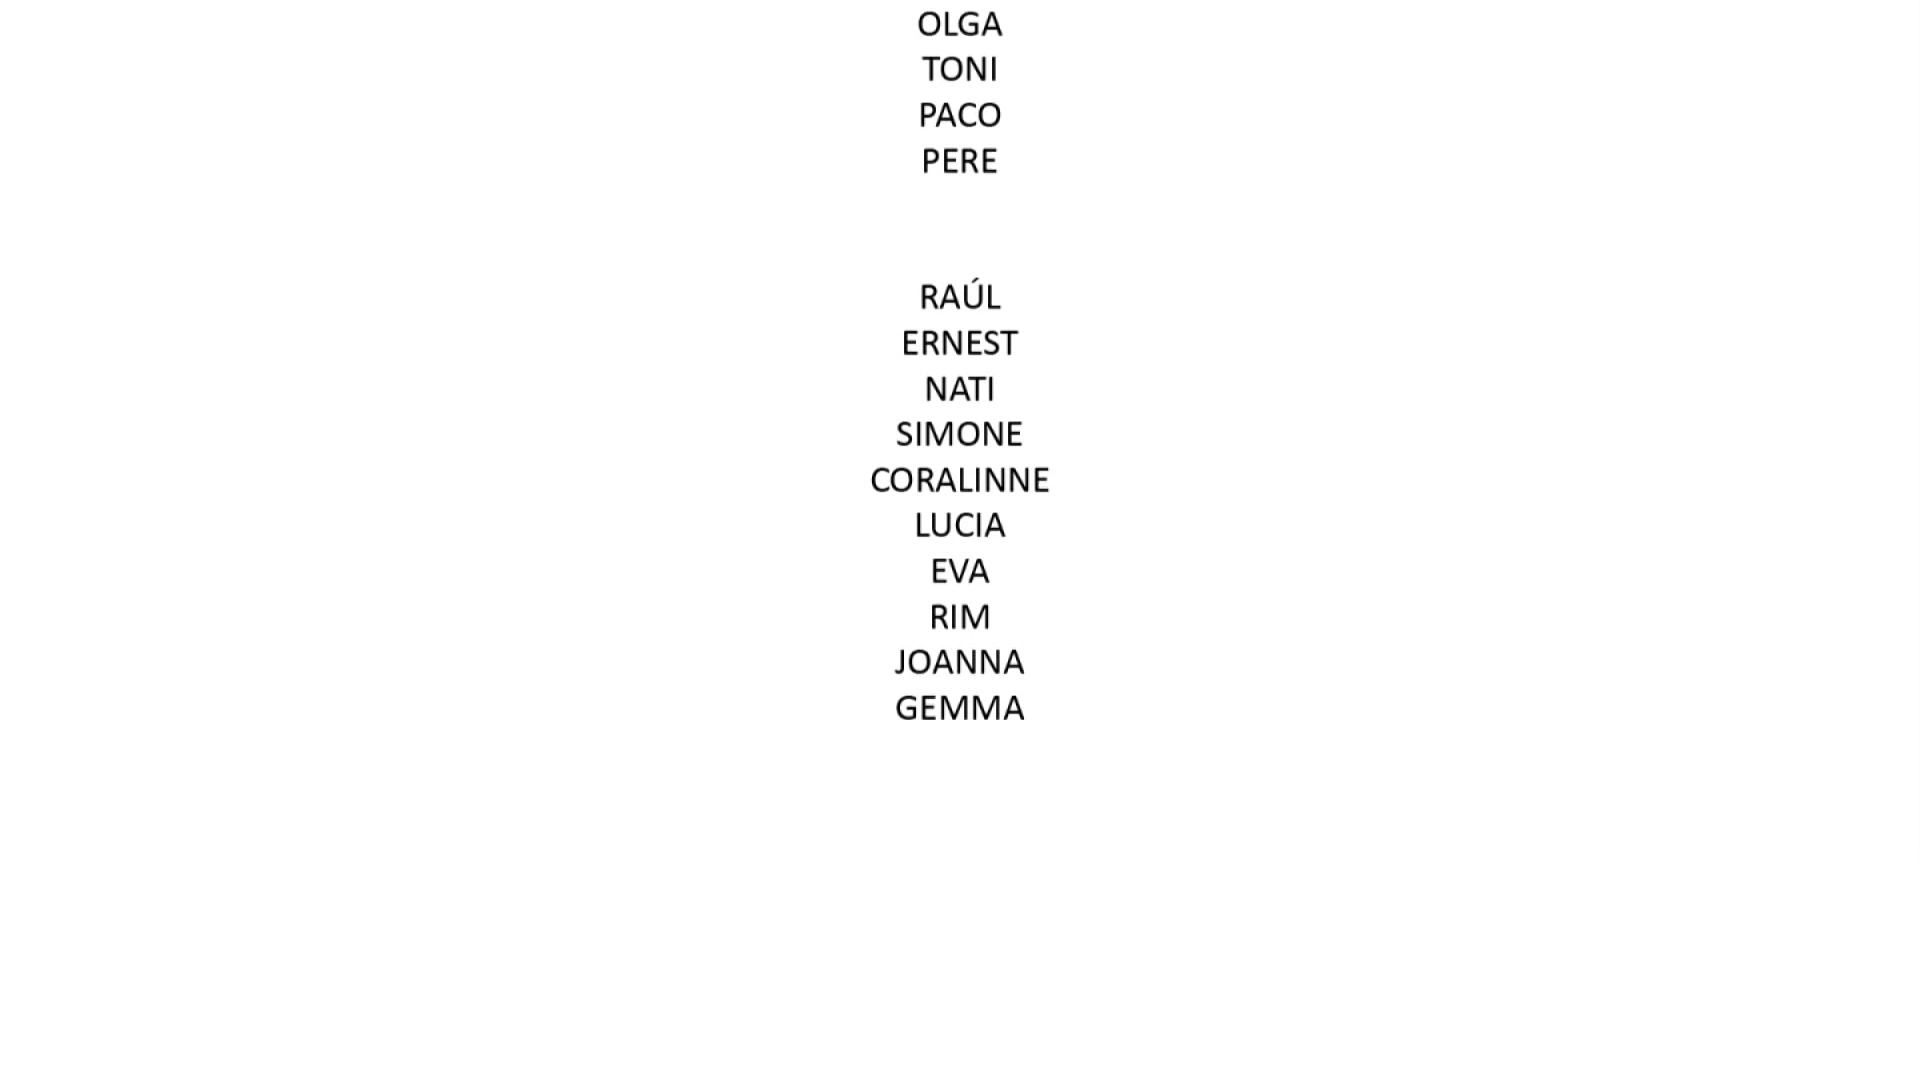 OLGA
TONI
PACO
PERE
RAÚL
ERNEST
NATI
SIMONE
CORALINNE
LUCIA
EVA
RIM
JOANNA
GEMMA